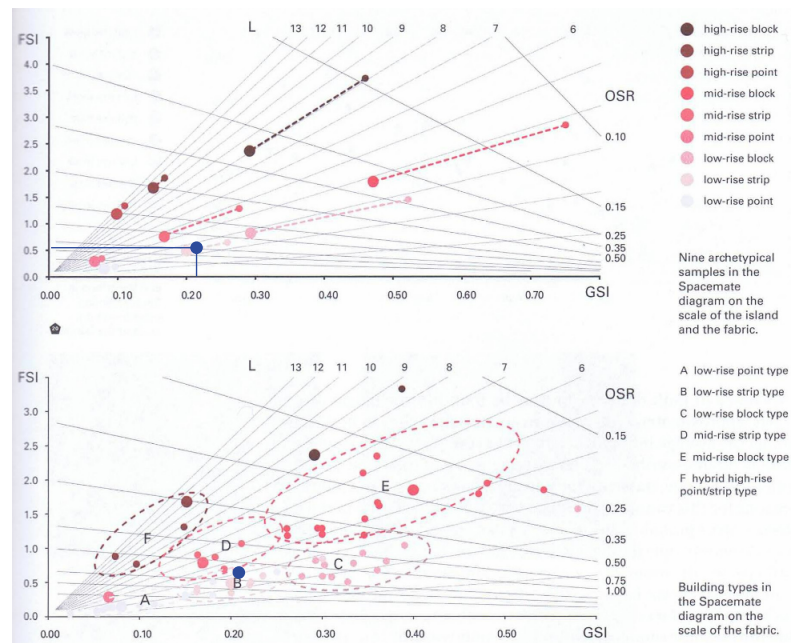 L 13 12 11 10 9 8 7 6
FSI
4.0
3.5
3.0
2.5
2.0
1.5
1.0
0.5
0.0
OSR
0.10
0.15
0.25
0.35
0.50
0.00 0.10 0.20 0.30 0.40 0.50 0.60 0.70
GSI
high-rise block
high-rise strip
high-rise point
mid-rise block
mid-rise strip
mid-rise point
low-rise block
low-rise strip
low-rise point
Nine archetypical
samples in the
Spacemate
diagram on the
scale of the island
and the fabric.
L 13 12 11 10 9 8 7 6
FSI
3.0
2.5
2.0
1.5
1.0
0.5
0.0
OSR
0.15
0.25
0.35
0.50
0.75
1.00
E
F
D
C
B
A
0.00 0.10 0.20 0.30 0.40 0.50
GSI
A low-rise point type
B low-rise strip type
C low-rise block type
D mid-rise strip type
E mid-rise block type
F hybrid high-rise
point/strip type
Building types in
the Spacemate
diagram on the
scale of the fabric.